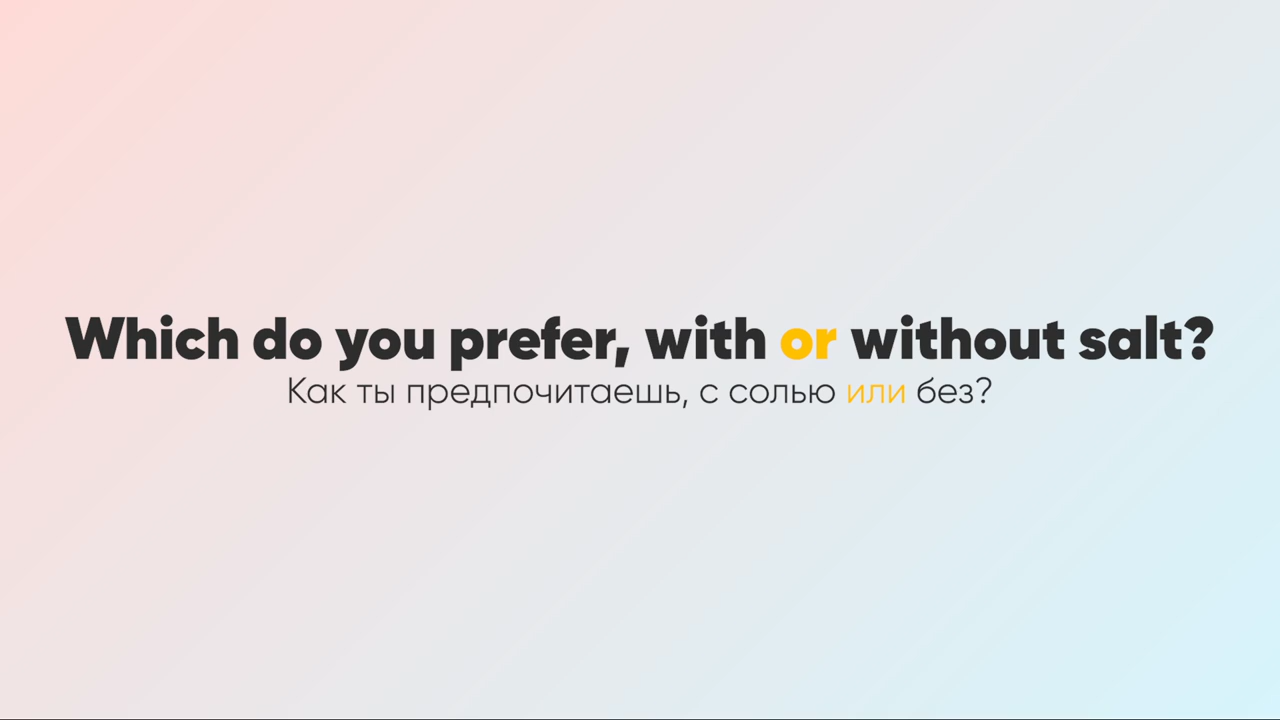 Which do you prefer, with or without salt?
Как ты предпочитаешь, с солью или без?